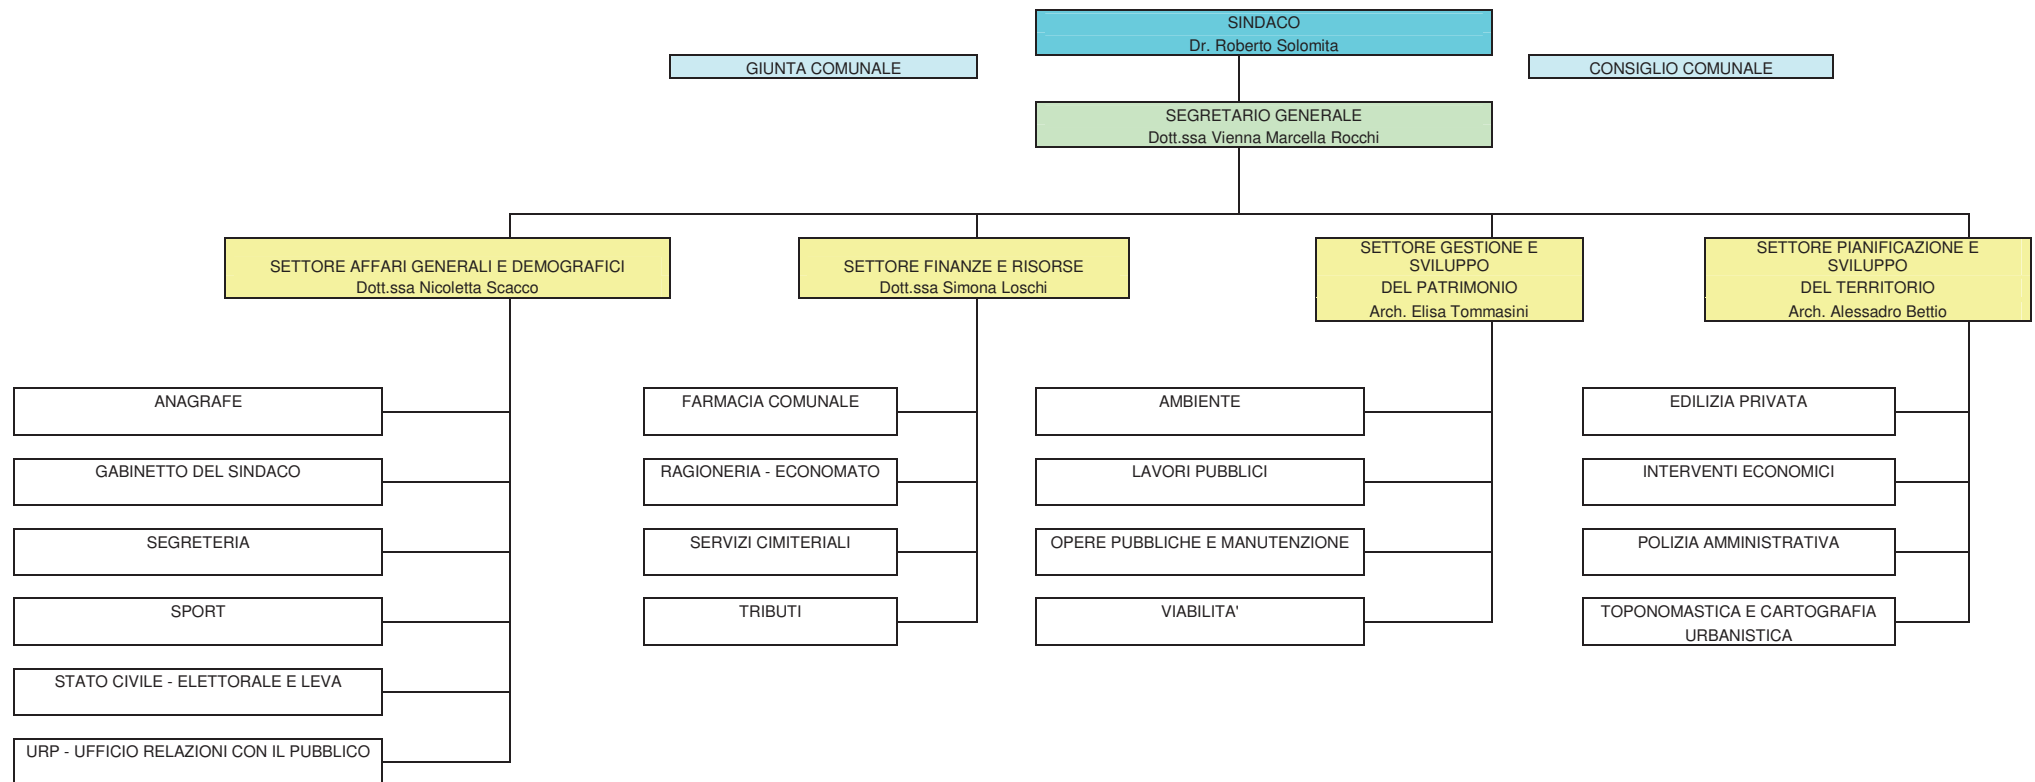 SINDACO
Dr. Roberto Solomita
GIUNTA COMUNALE
CONSIGLIO COMUNALE
SEGRETARIO GENERALE
Dott.ssa Vienna Marcella Rocchi
SETTORE AFFARI GENERALI E DEMOGRAFICI
Dott.ssa Nicoletta Scacco
SETTORE FINANZE E RISORSE
Dott.ssa Simona Loschi
SETTORE GESTIONE E
SVILUPPO
DEL PATRIMONIO
Arch. Elisa Tommasini
SETTORE PIANIFICAZIONE E
SVILUPPO
DEL TERRITORIO
Arch. Alessadro Bettio
ANAGRAFE
GABINETTO DEL SINDACO
SEGRETERIA
SPORT
STATO CIVILE - ELETTORALE E LEVA
URP - UFFICIO RELAZIONI CON IL PUBBLICO
FARMACIA COMUNALE
RAGIONERIA - ECONOMATO
SERVIZI CIMITERIALI
TRIBUTI
AMBIENTE
LAVORI PUBBLICI
OPERE PUBBLICHE E MANUTENZIONE
VIABILITA'
EDILIZIA PRIVATA
INTERVENTI ECONOMICI
POLIZIA AMMINISTRATIVA
TOPONOMASTICA E CARTOGRAFIA
URBANISTICA